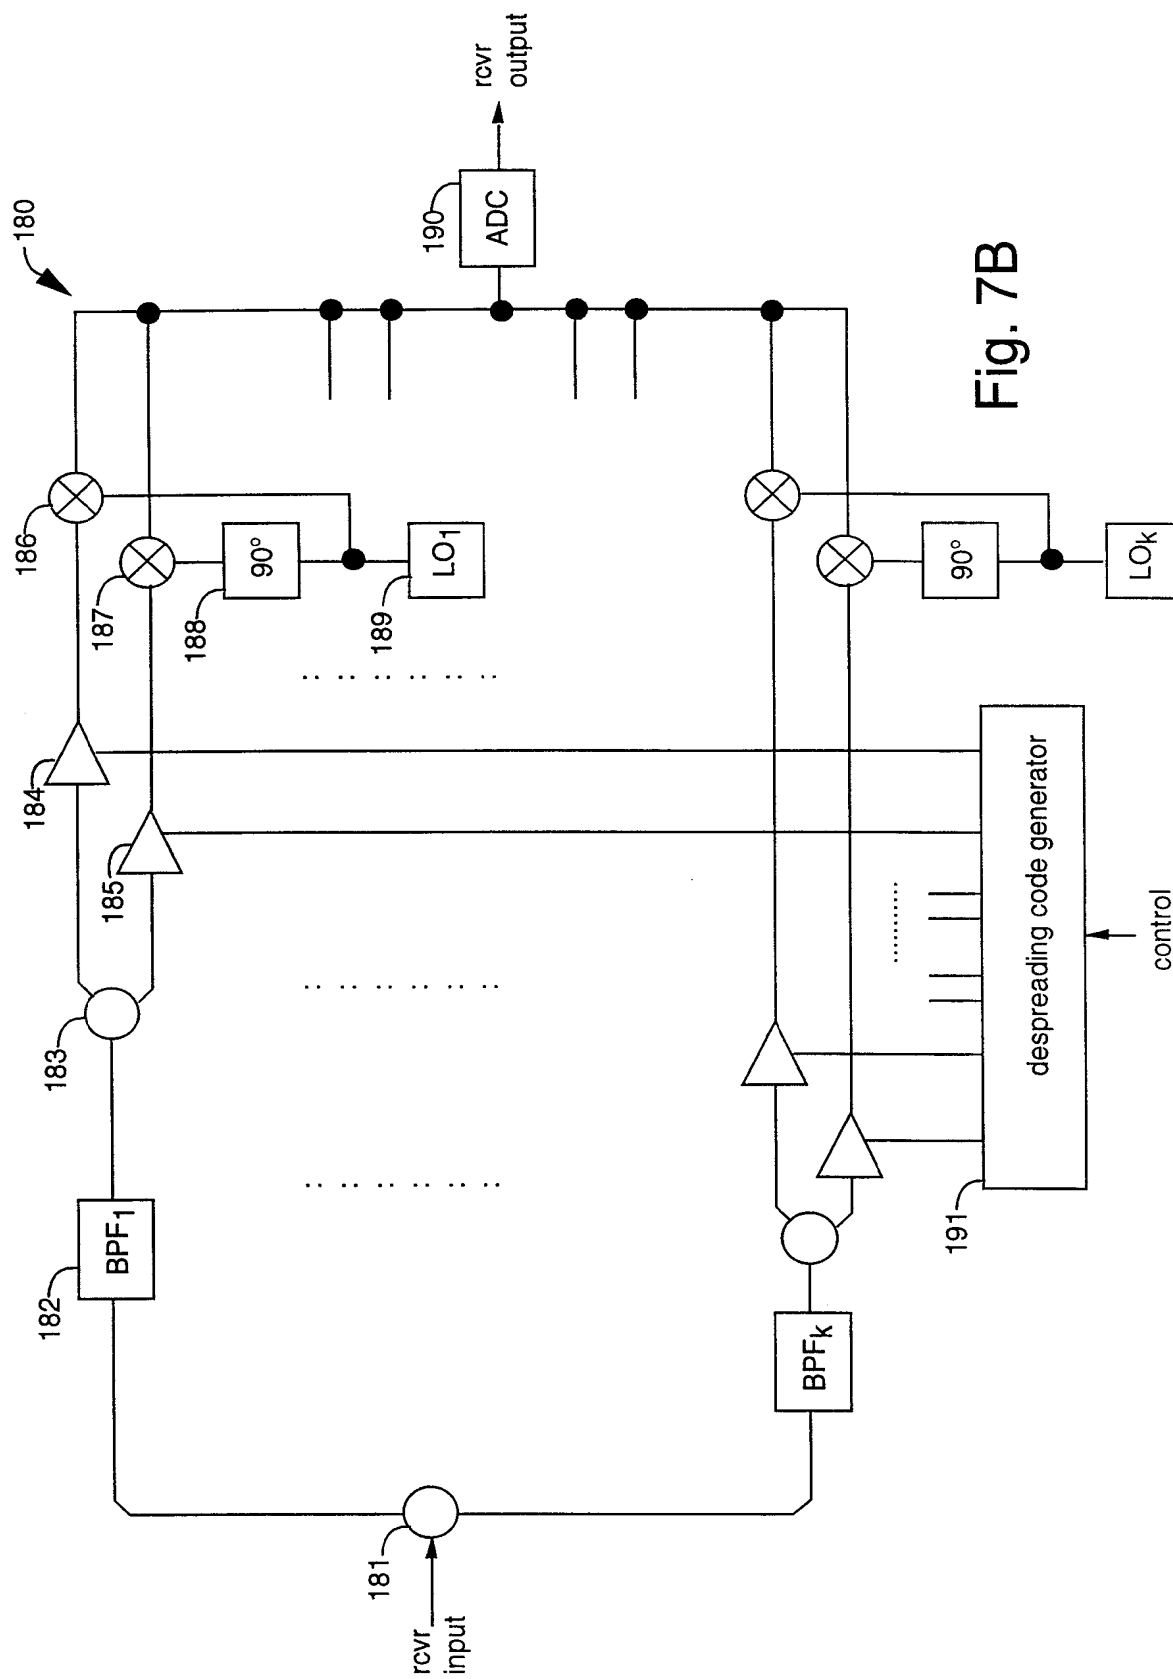 180
rcvr
output
190
ADC
186
187
188
90°
189
LO1
184
185
183
182
BPF1
181
rcvr
input
BPFk
90°
LOk
191
despreading code generator
control
Fig. 7B